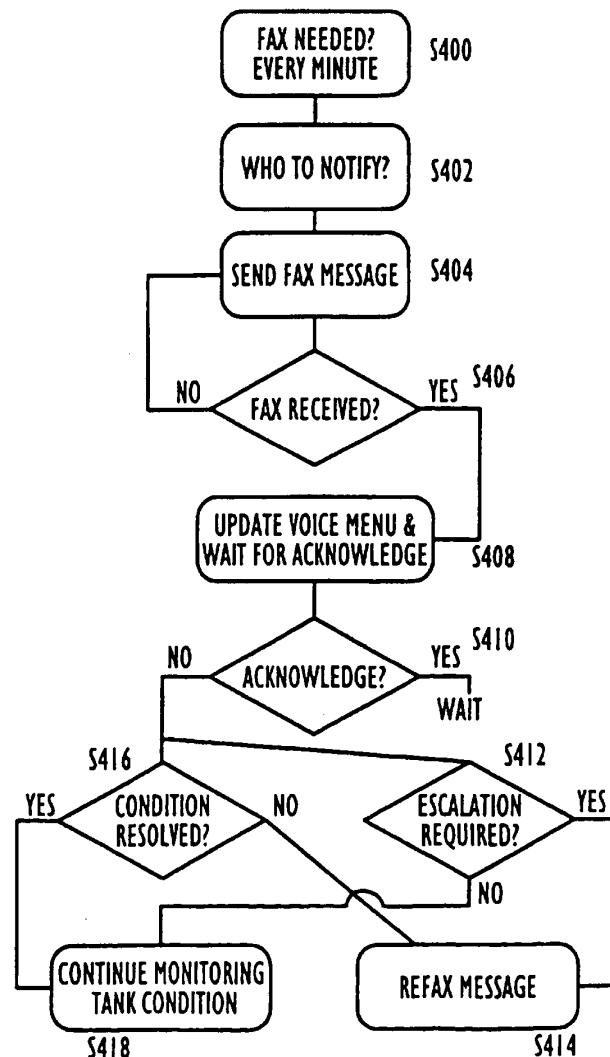 FAX NEEDED?
EVERY MINUTE
S400
WHO TO NOTIFY?
S402
SEND FAX MESSAGE
S404
NO
FAX RECEIVED?
YES
S406
UPDATE VOICE MENU &
WAIT FOR ACKNOWLEDGE
S408
NO
ACKNOWLEDGE?
YES
S410
WAIT
S416
S412
YES
CONDITION
RESOLVED?
NO
ESCALATION
REQUIRED?
YES
NO
CONTINUE MONITORING
TANK CONDITION
S418
REFAX MESSAGE
S414